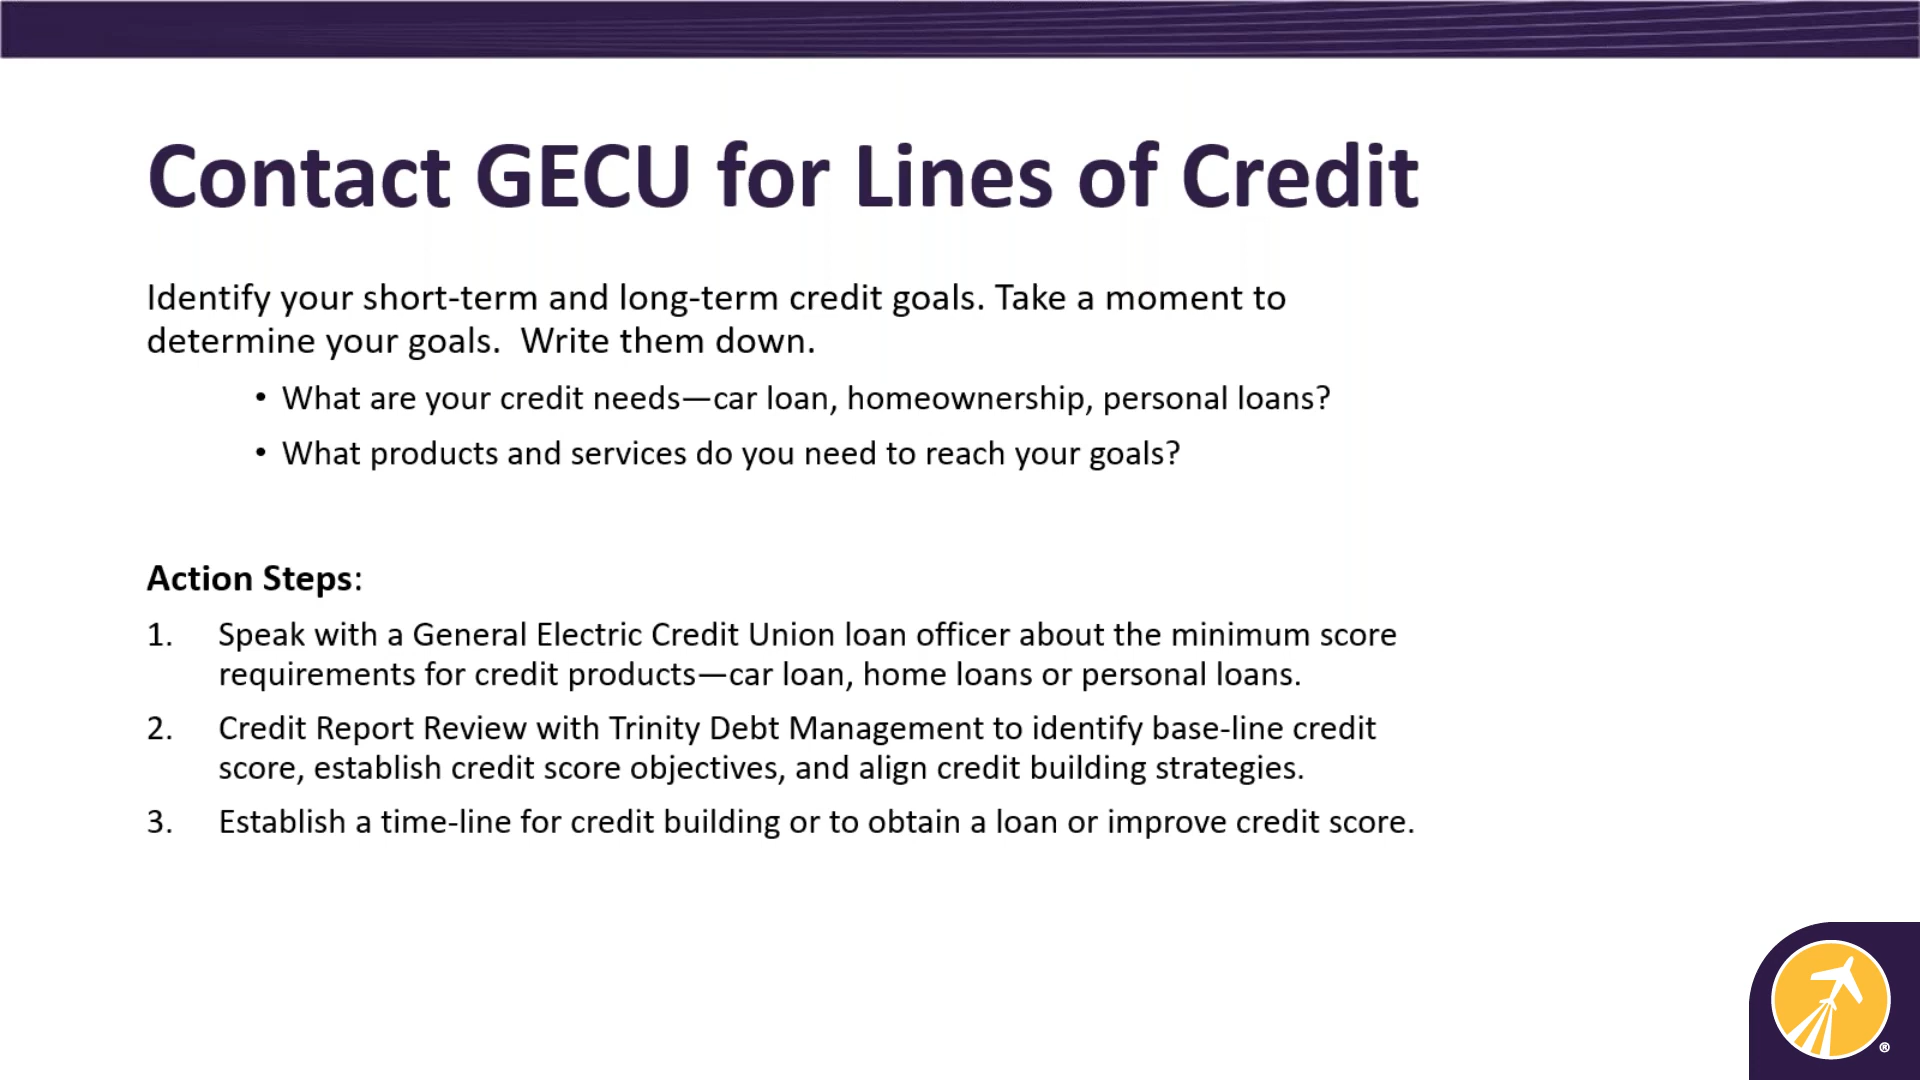 Contact GECU for Lines of Credit
Identify your short-term and long-term credit goals. Take a moment to
determine your goals.  Write them down.
• What are your credit needs—car loan, homeownership, personal loans?
• What products and services do you need to reach your goals?
Action Steps:
1. Speak with a General Electric Credit Union loan officer about the minimum score
requirements for credit products—car loan, home loans or personal loans.
2. Credit Report Review with Trinity Debt Management to identify base-line credit
score, establish credit score objectives, and align credit building strategies.
3. Establish a time-line for credit building or to obtain a loan or improve credit score.
®